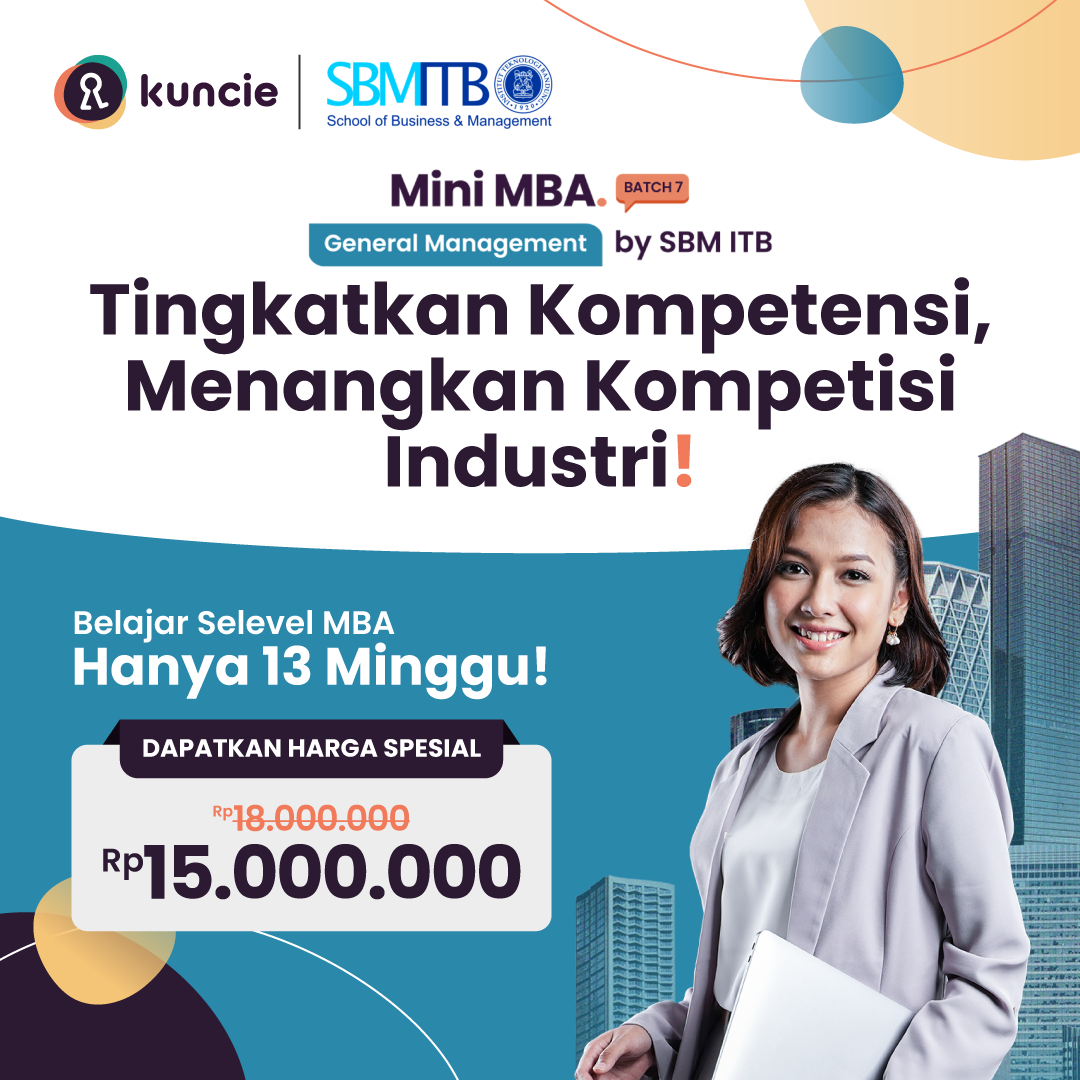 kuncie
SBMITB
School of Business & Management
INSTITUT TEKNOLOGI BANDUNG
1920
Mini MBA.
BATCH 7
General Management by SBM ITB
Tingkatkan Kompetensi,
Menangkan Kompetisi
Industri!
Belajar Selevel MBA
Hanya 13 Minggu!
DAPATKAN HARGA SPESIAL
Rp18.000.000
Rp15.000.000